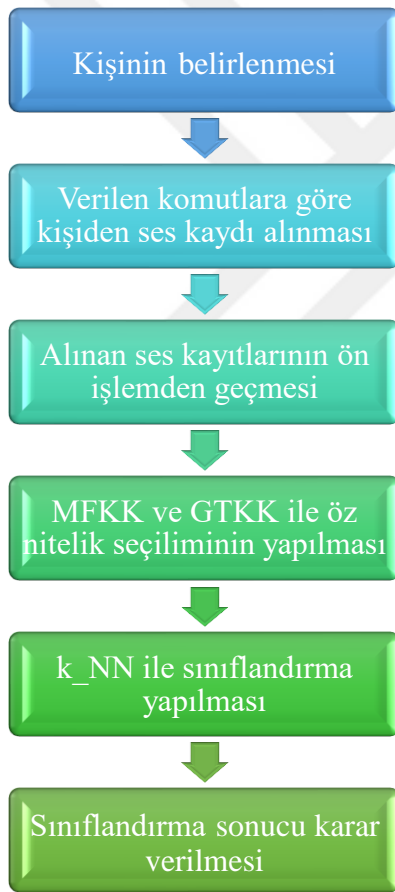 Kişinin belirlenmesi
Verilen komutlara göre
kişiden ses kaydı alınması
Alınan ses kayıtlarının ön
işlemden geçmesi
MFKK ve GTKK ile öz
nitelik seçiliminin yapılması
k_NN ile sınıflandırma
yapılması
Sınıflandırma sonucu karar
verilmesi